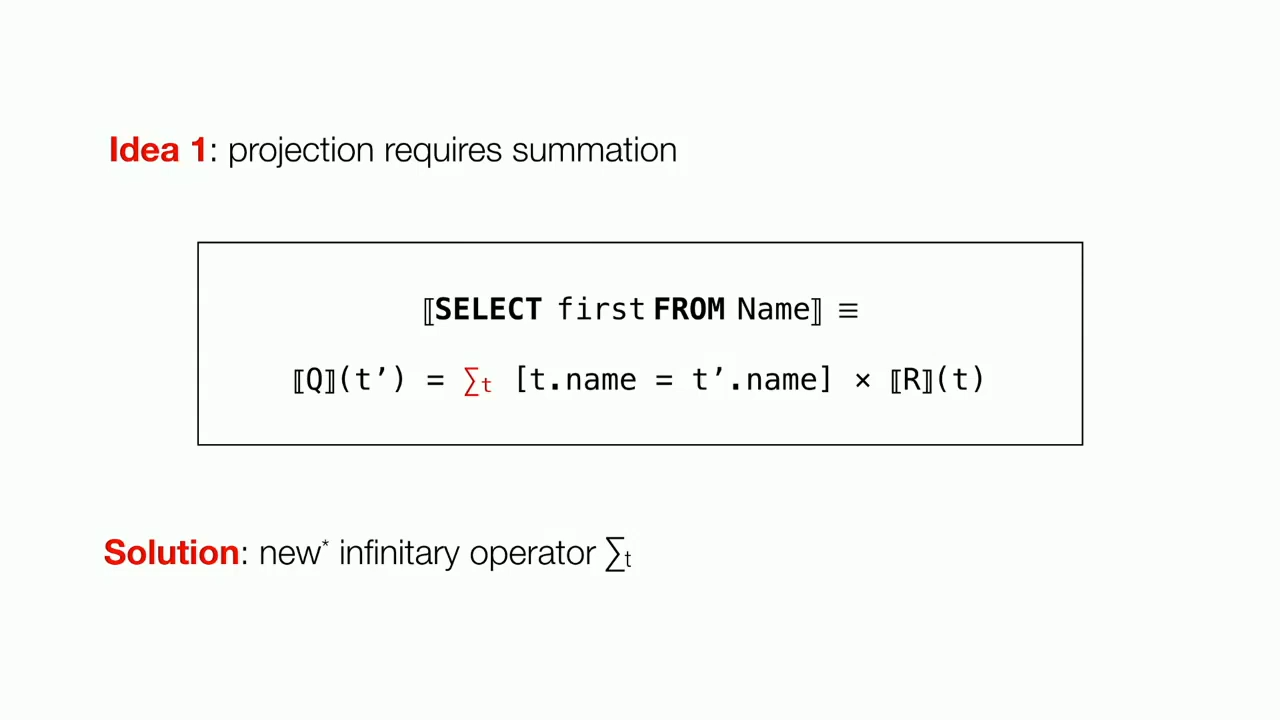 Idea 1: projection requires summation
⟦SELECT first FROM Name⟧ ≡
⟦Q⟧(t’) = ∑t [t.name = t’.name] × ⟦R⟧(t)
Solution: new* infinitary operator ∑t